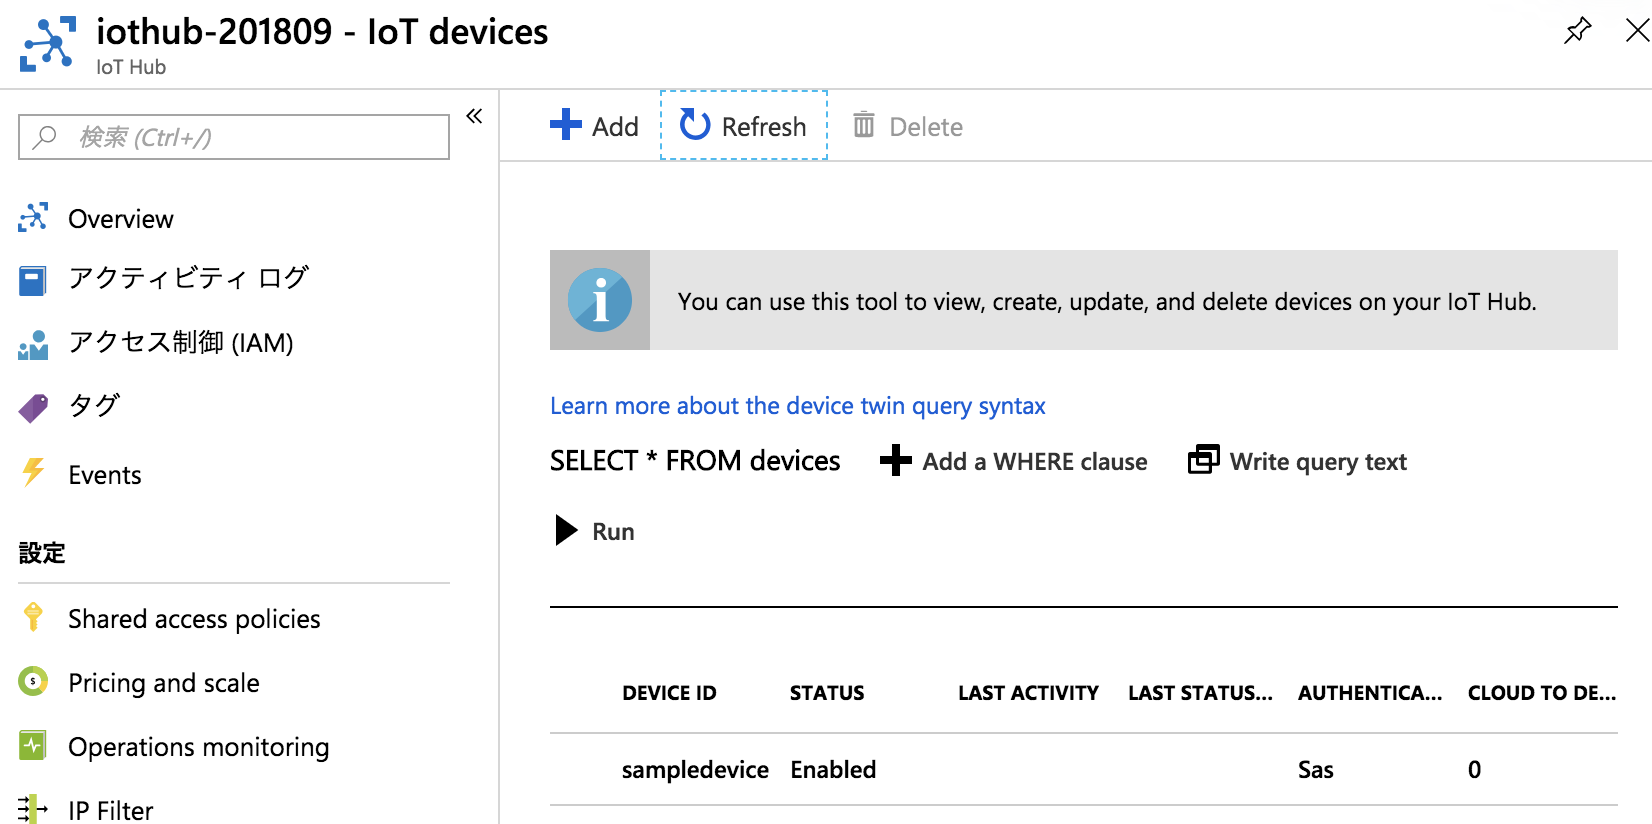 iothub-201809 - IoT devices
IoT Hub
検索 (Ctrl+/)
Overview
アクティビティ ログ
アクセス制御 (IAM)
タグ
Events
設定
Shared access policies
Pricing and scale
Operations monitoring
IP Filter
Add Refresh Delete
You can use this tool to view, create, update, and delete devices on your IoT Hub.
Learn more about the device twin query syntax
SELECT * FROM devices Add a WHERE clause Write query text
Run
DEVICE ID STATUS LAST ACTIVITY LAST STATUS... AUTHENTICA... CLOUD TO DE...
sampledevice Enabled Sas 0